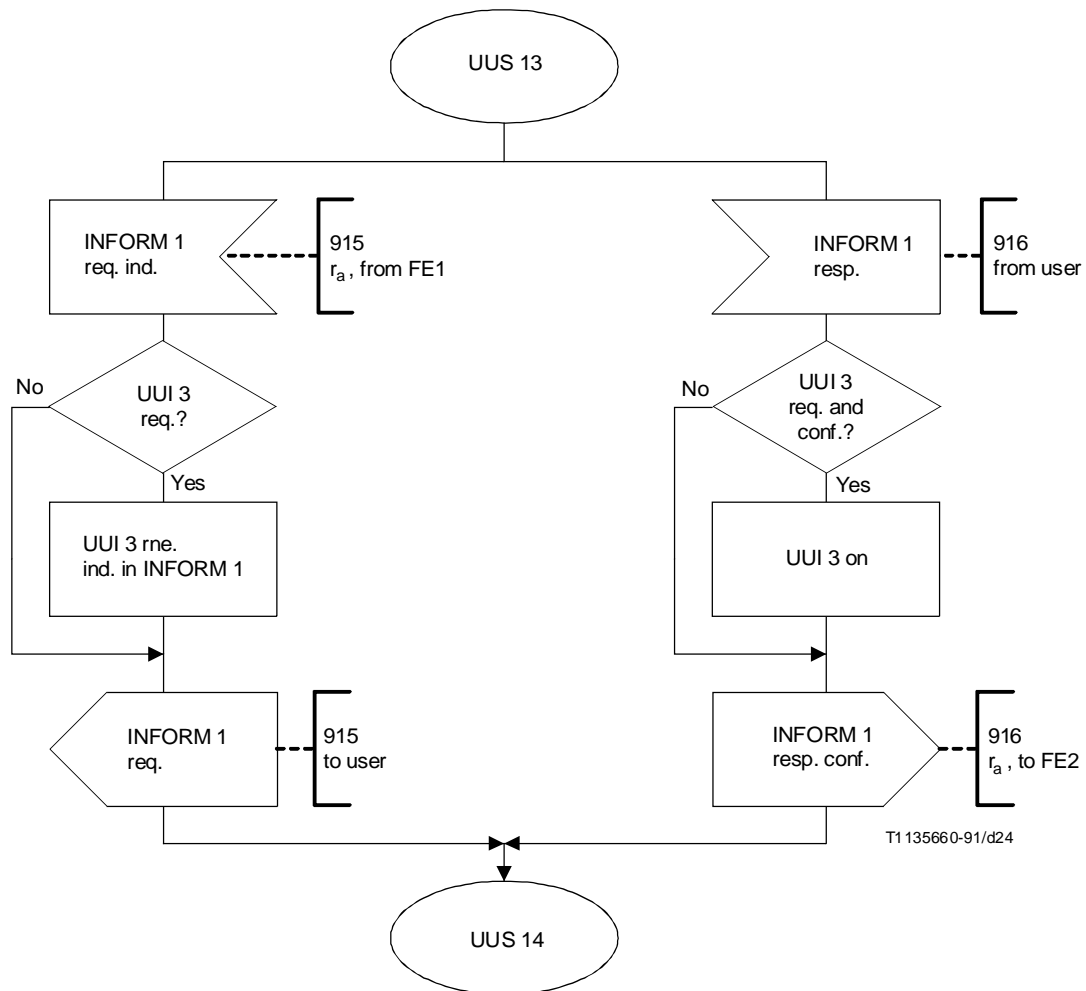 UUS 13
INFORM 1
req. ind.
915
rₐ, from FE1
INFORM 1
resp.
916
from user
No
UUI 3
req.?
Yes
No
UUI 3
req. and
conf.?
Yes
UUI 3 rne.
ind. in INFORM 1
UUI 3 on
INFORM 1
req.
915
to user
INFORM 1
resp. conf.
916
rₐ, to FE2
T1135660-91/d24
UUS 14